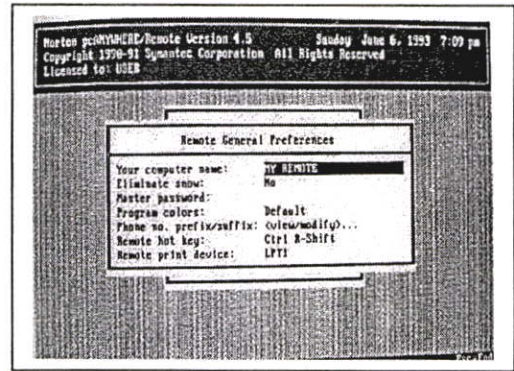 Norton pcANYWHERE/Remote Version 4.5 Sunday June 6, 1993 7:09 pm
Copyright 1990-91 Symantec Corporation All Rights Reserved
Licensed to: USER
Remote General Preferences
Your computer name: MY REMOTE
Eliminate snow: No
Master password:
Program colors: Default
Phone no. prefix/suffix: <view/modify>...
Remote hot key: Ctrl R-Shift
Remote print device: LPT1